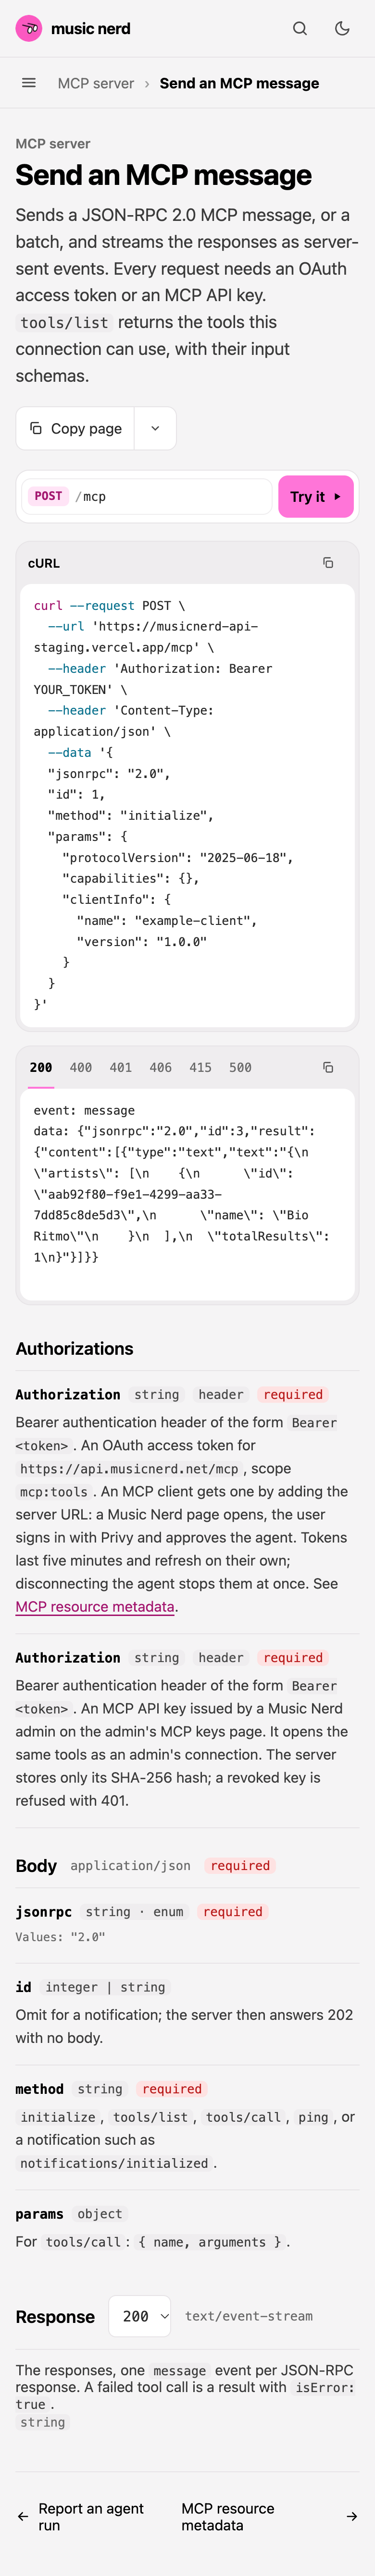 music nerd
MCP server › Send an MCP message
MCP server
Send an MCP message
Sends a JSON-RPC 2.0 MCP message, or a
batch, and streams the responses as server-
sent events. Every request needs an OAuth
access token or an MCP API key.
tools/list returns the tools this
connection can use, with their input
schemas.
Copy page
POST /mcp Try it
cURL
curl --request POST \
--url 'https://musicnerd-api-
staging.vercel.app/mcp' \
--header 'Authorization: Bearer
YOUR_TOKEN' \
--header 'Content-Type:
application/json' \
--data '{
"jsonrpc": "2.0",
"id": 1,
"method": "initialize",
"params": {
"protocolVersion": "2025-06-18",
"capabilities": {},
"clientInfo": {
"name": "example-client",
"version": "1.0.0"
}
}
}'
200 400 401 406 415 500
event: message
data: {"jsonrpc":"2.0","id":3,"result":
{"content":[{"type":"text","text":"{\n
\"artists\": [\n    {\n      \"id\":
\"aab92f80-f9e1-4299-aa33-
7dd85c8de5d3\",\n      \"name\": \"Bio
Ritmo\"\n    }\n  ],\n  \"totalResults\":
1\n}"}]}}
Authorizations
Authorization string header required
Bearer authentication header of the form Bearer
<token>. An OAuth access token for
https://api.musicnerd.net/mcp, scope
mcp:tools. An MCP client gets one by adding the
server URL: a Music Nerd page opens, the user
signs in with Privy and approves the agent. Tokens
last five minutes and refresh on their own;
disconnecting the agent stops them at once. See
MCP resource metadata.
Authorization string header required
Bearer authentication header of the form Bearer
<token>. An MCP API key issued by a Music Nerd
admin on the admin's MCP keys page. It opens the
same tools as an admin's connection. The server
stores only its SHA-256 hash; a revoked key is
refused with 401.
Body application/json required
jsonrpc string · enum required
Values: "2.0"
id integer | string
Omit for a notification; the server then answers 202
with no body.
method string required
initialize, tools/list, tools/call, ping, or
a notification such as
notifications/initialized.
params object
For tools/call: { name, arguments }.
Response 200 text/event-stream
The responses, one message event per JSON-RPC
response. A failed tool call is a result with isError:
true.
string
← Report an agent
run
MCP resource
metadata →